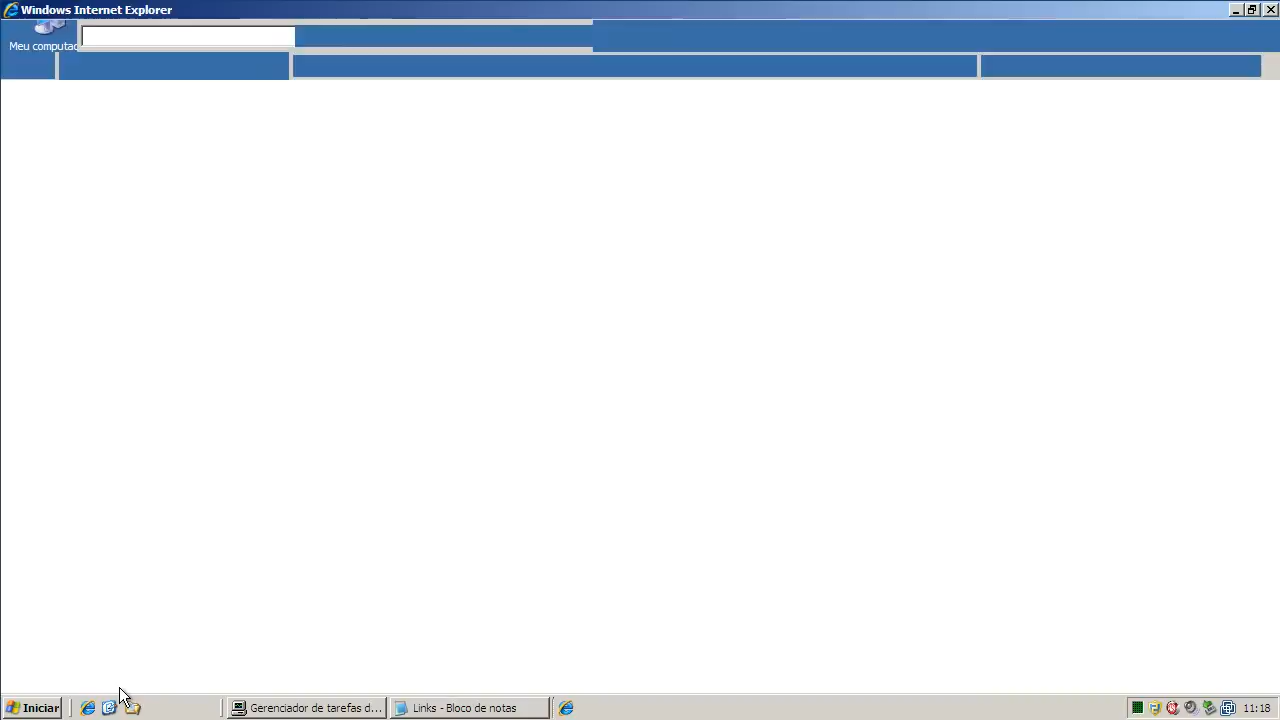 Windows Internet Explorer
Meu computad
Iniciar
Gerenciador de tarefas d...
Links - Bloco de notas
11:18